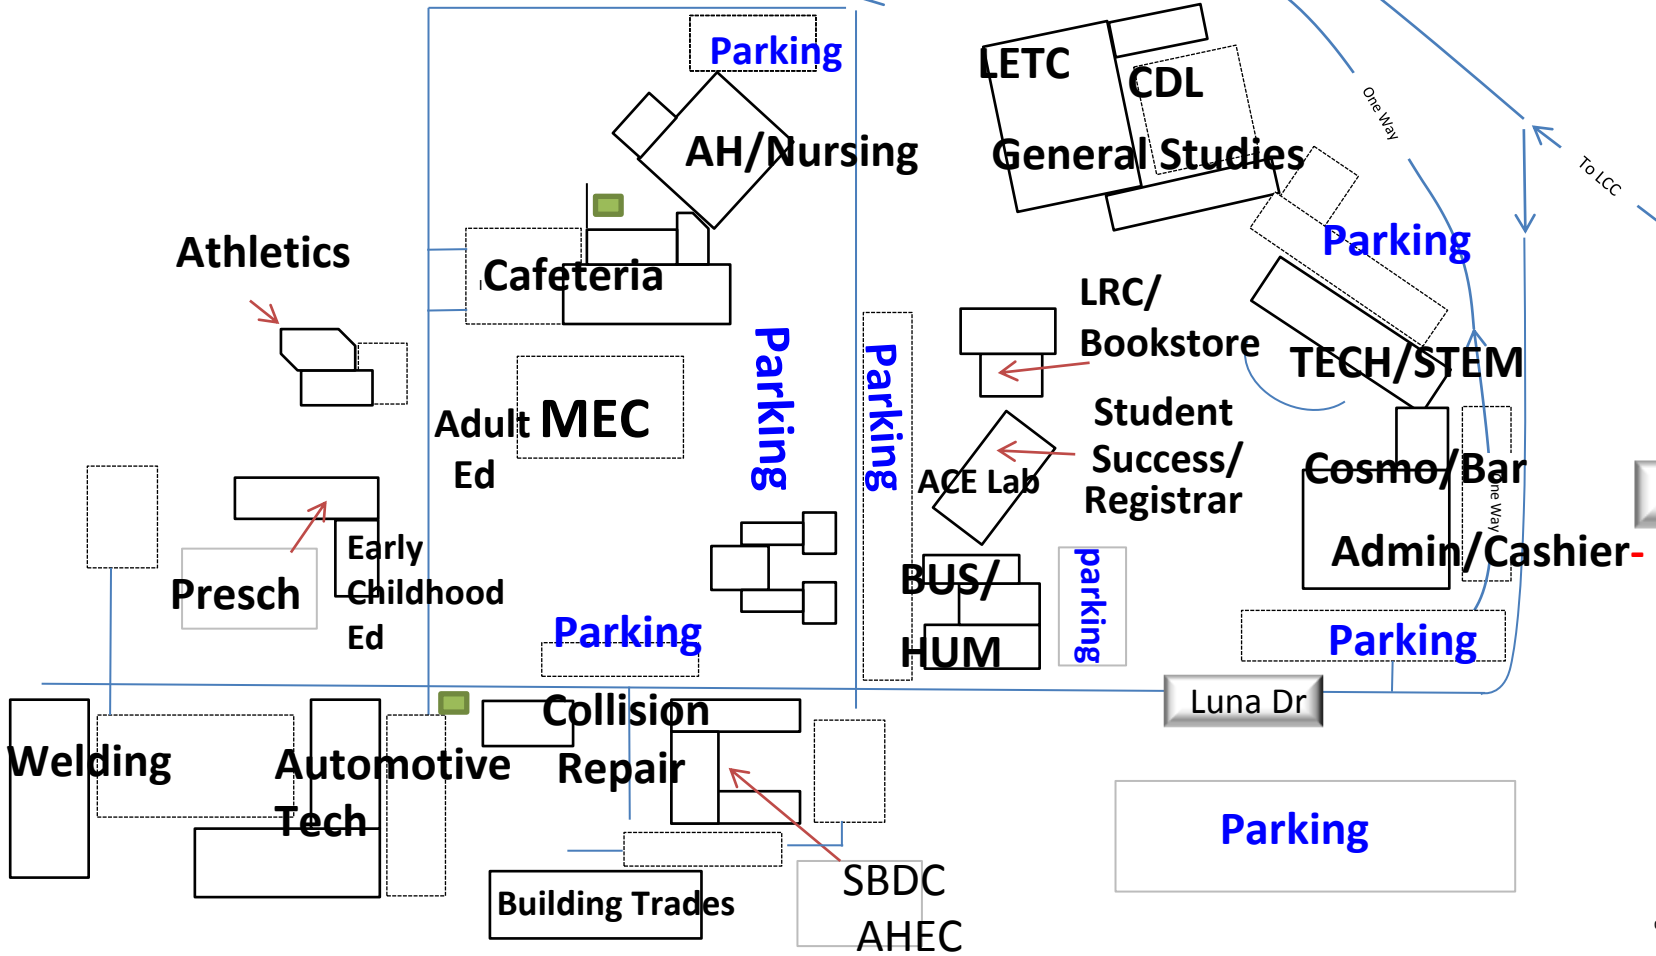 Parking
LETC
CDL
One Way
AH/Nursing
General Studies
To LCC
Athletics
Cafeteria
Parking
LRC/
Bookstore
Parking
Parking
TECH/STEM
Adult
Ed
MEC
Student
Success/
Registrar
ACE Lab
Cosmo/Bar
One Way
Admin/Cashier-
Early
Childhood
Ed
Presch
BUS/
HUM
parking
Parking
Parking
Luna Dr
Welding
Automotive
Tech
Collision
Repair
Parking
Building Trades
SBDC
AHEC